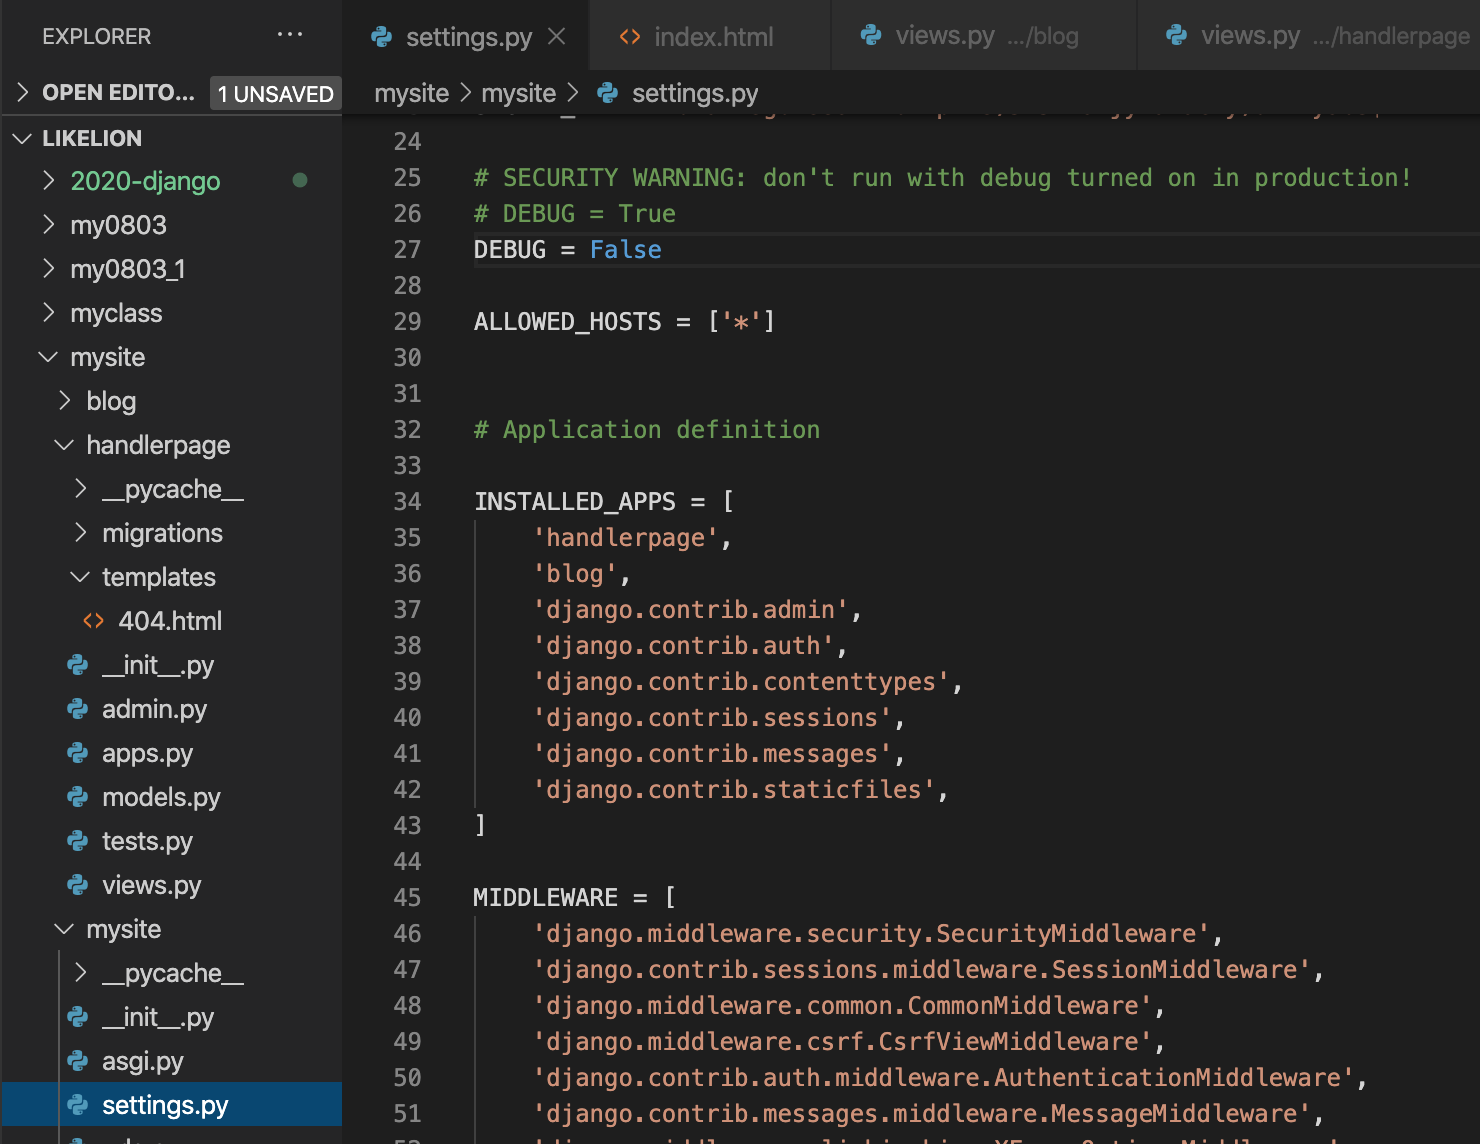 EXPLORER
OPEN EDITO... 1 UNSAVED
LIKELION
2020-django
my0803
my0803_1
myclass
mysite
blog
handlerpage
__pycache__
migrations
templates
404.html
__init__.py
admin.py
apps.py
models.py
tests.py
views.py
mysite
__pycache__
__init__.py
asgi.py
settings.py
settings.py index.html views.py .../blog views.py .../handlerpage
mysite > mysite > settings.py
24
25 # SECURITY WARNING: don't run with debug turned on in production!
26 # DEBUG = True
27 DEBUG = False
28
29 ALLOWED_HOSTS = ['*']
30
31
32 # Application definition
33
34 INSTALLED_APPS = [
35 'handlerpage',
36 'blog',
37 'django.contrib.admin',
38 'django.contrib.auth',
39 'django.contrib.contenttypes',
40 'django.contrib.sessions',
41 'django.contrib.messages',
42 'django.contrib.staticfiles',
43 ]
44
45 MIDDLEWARE = [
46 'django.middleware.security.SecurityMiddleware',
47 'django.contrib.sessions.middleware.SessionMiddleware',
48 'django.middleware.common.CommonMiddleware',
49 'django.middleware.csrf.CsrfViewMiddleware',
50 'django.contrib.auth.middleware.AuthenticationMiddleware',
51 'django.contrib.messages.middleware.MessageMiddleware',